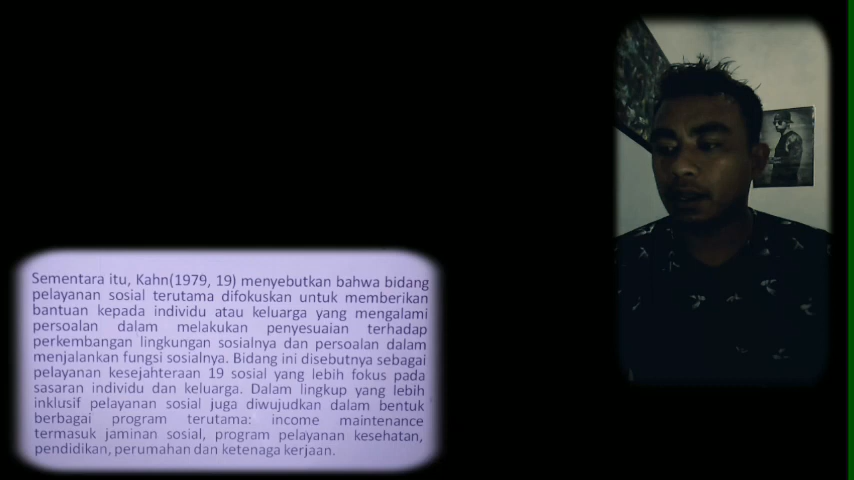 Sementara itu, Kahn(1979, 19) menyebutkan bahwa bidang
pelayanan sosial terutama difokuskan untuk memberikan
bantuan kepada individu atau keluarga yang mengalami
persoalan dalam melakukan penyesuaian terhadap
perkembangan lingkungan sosialnya dan persoalan dalam
menjalankan fungsi sosialnya. Bidang ini disebutnya sebagai
pelayanan kesejahteraan 19 sosial yang lebih fokus pada
sasaran individu dan keluarga. Dalam lingkup yang lebih
inklusif pelayanan sosial juga diwujudkan dalam bentuk
berbagai program terutama: income maintenance
termasuk jaminan sosial, program pelayanan kesehatan,
pendidikan, perumahan dan ketenaga kerjaan.